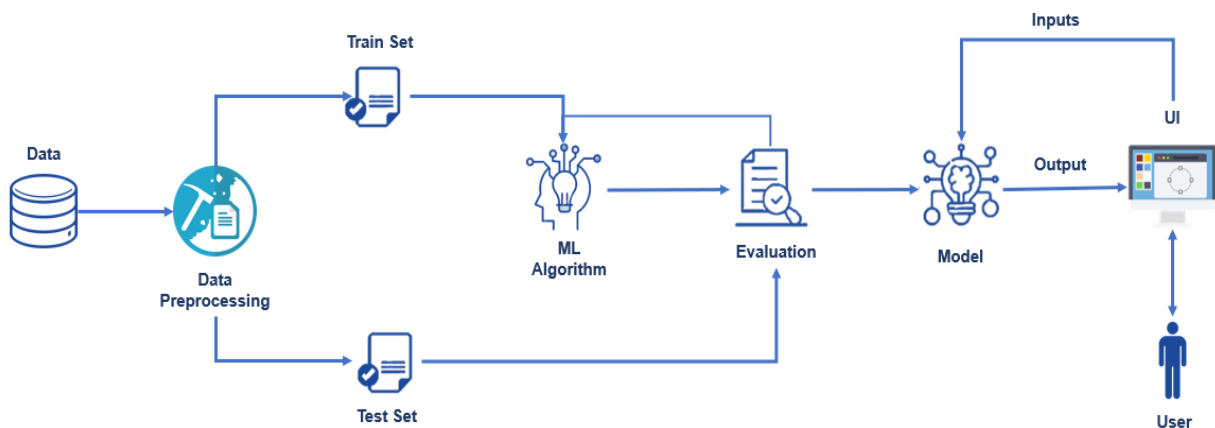 Inputs
Train Set
UI
Data
Output
ML
Algorithm
Evaluation
Model
Data
Preprocessing
Test Set
User